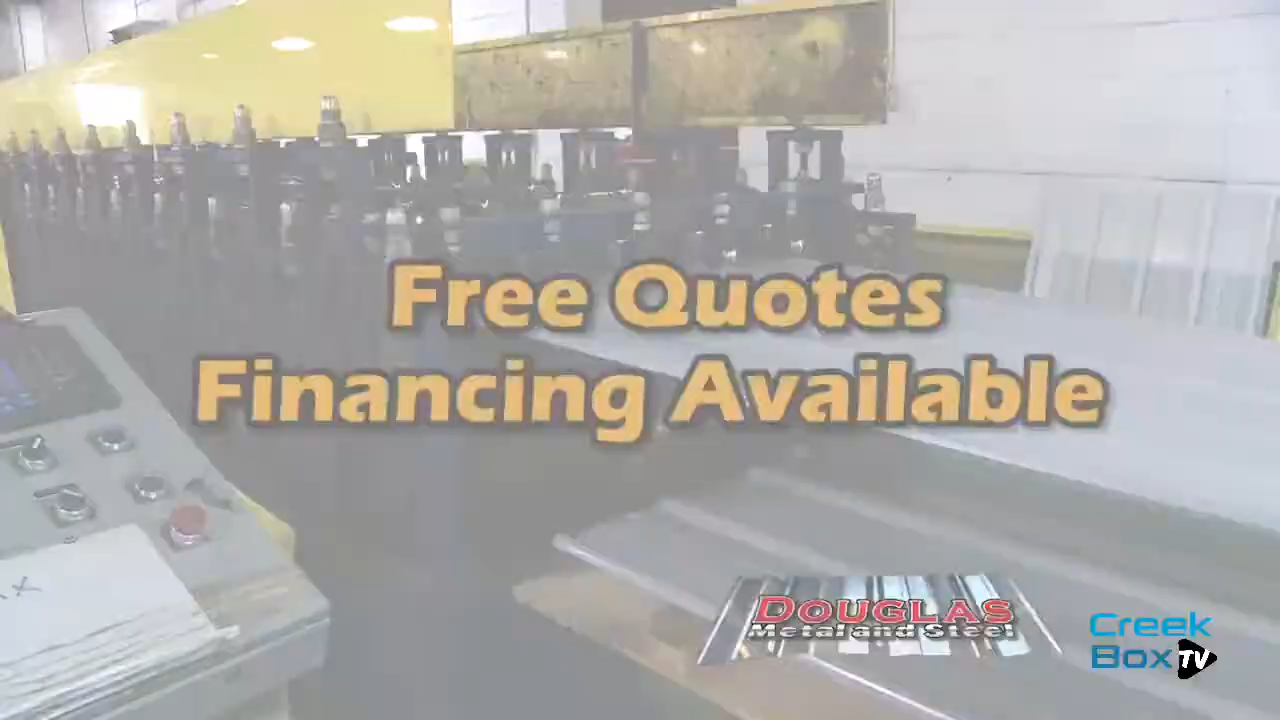 Free Quotes
Financing Available
DOUGLAS
Metal and Steel
Creek
Box TV